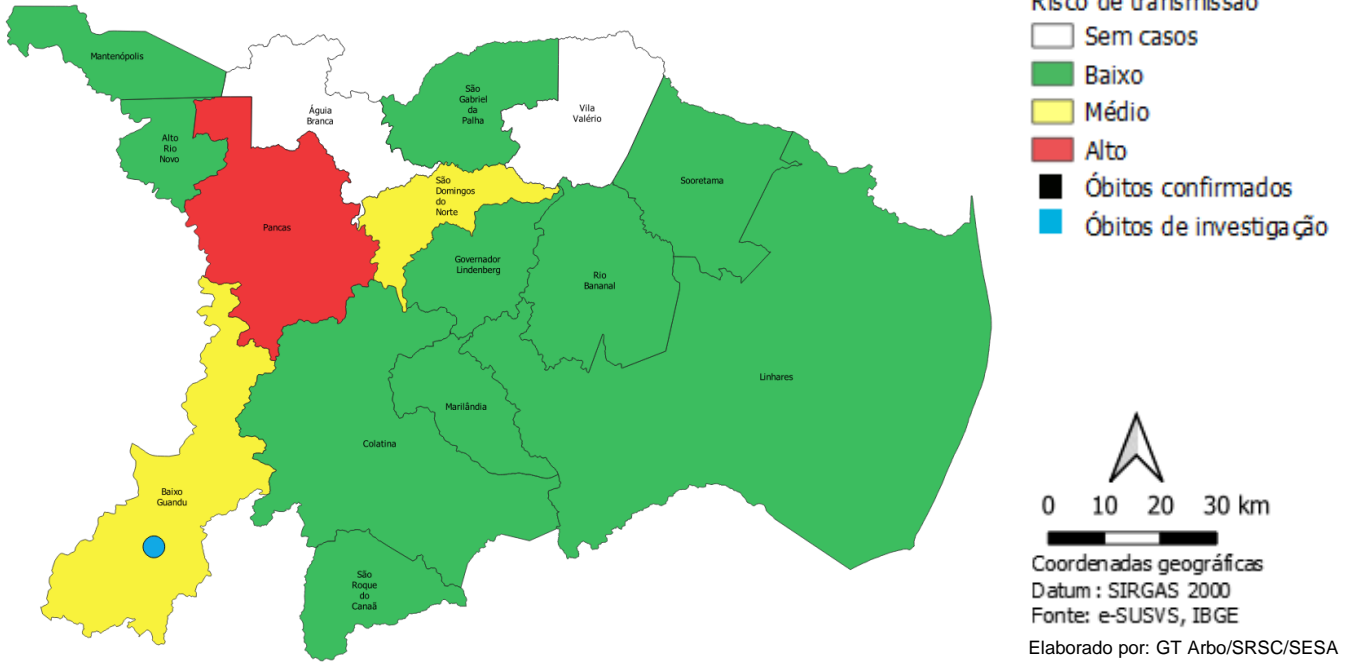 Risco de transmissão
Sem casos
Baixo
Médio
Alto
Óbitos confirmados
Óbitos de investigação
Mantenópolis
Águia
Branca
São
Gabriel
da
Palha
Vila
Valério
Alto
Rio
Novo
São
Domingos
do
Norte
Sooretama
Pancas
Governador
Lindenberg
Rio
Bananal
Linhares
Marilândia
Colatina
Baixo
Guandu
São
Roque
do
Canaã
0 10 20 30 km
Coordenadas geográficas
Datum : SIRGAS 2000
Fonte: e-SUSVS, IBGE
Elaborado por: GT Arbo/SRSC/SESA